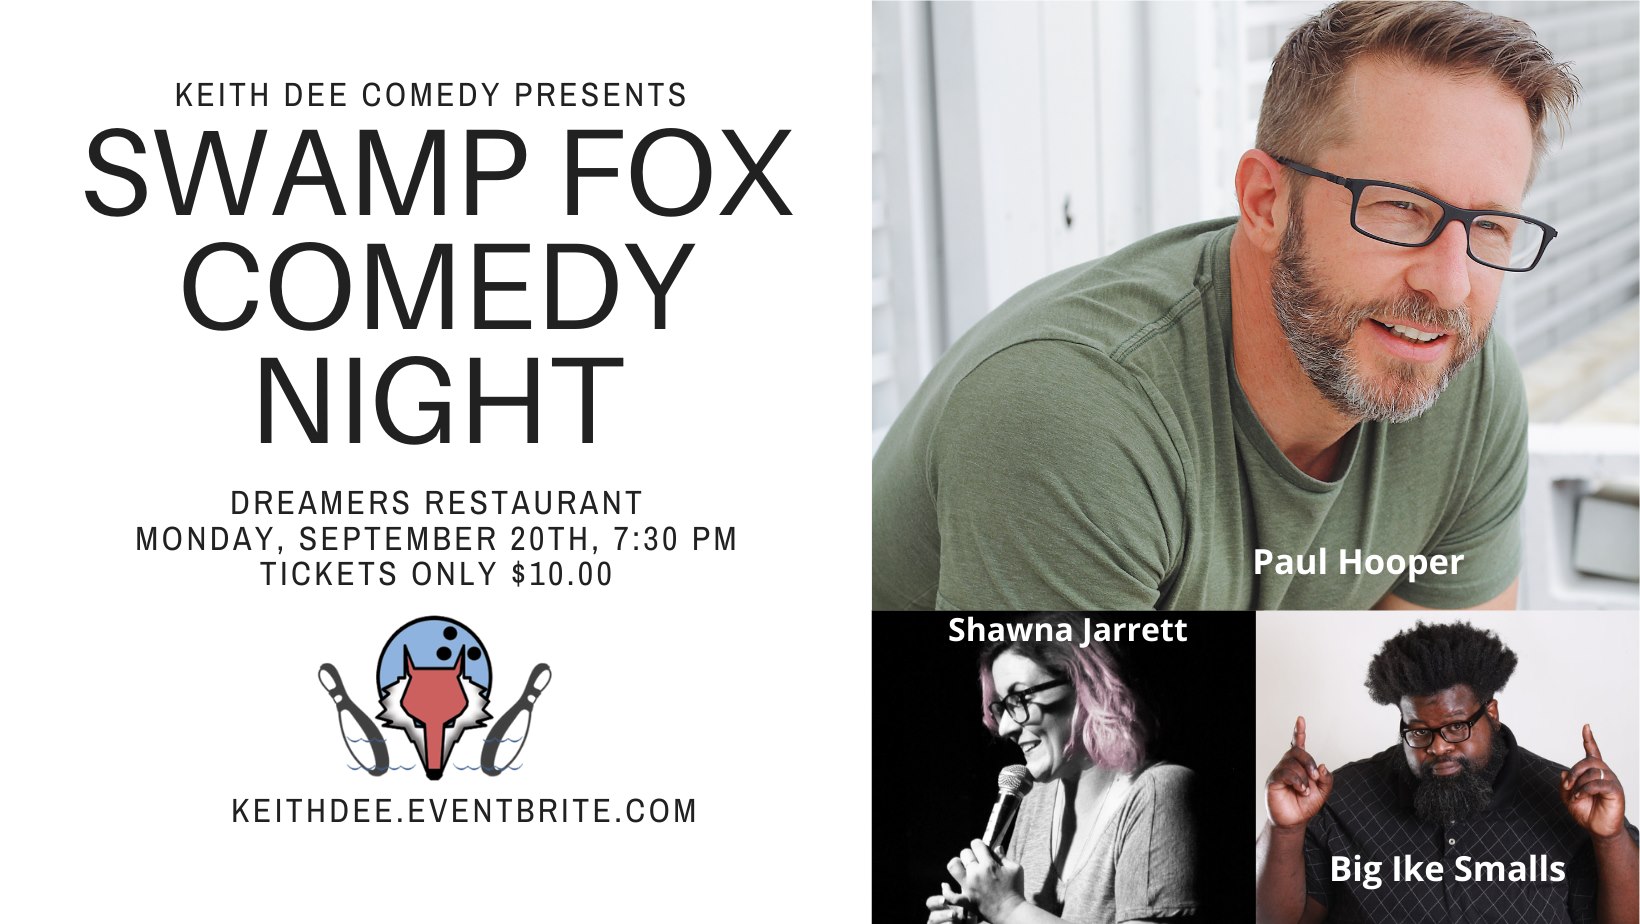 KEITH DEE COMEDY PRESENTS
SWAMP FOX
COMEDY
NIGHT
DREAMERS RESTAURANT
MONDAY, SEPTEMBER 20TH, 7:30 PM
TICKETS ONLY $10.00
KEITHDEE.EVENTBRITE.COM
Paul Hooper
Shawna Jarrett
Big Ike Smalls